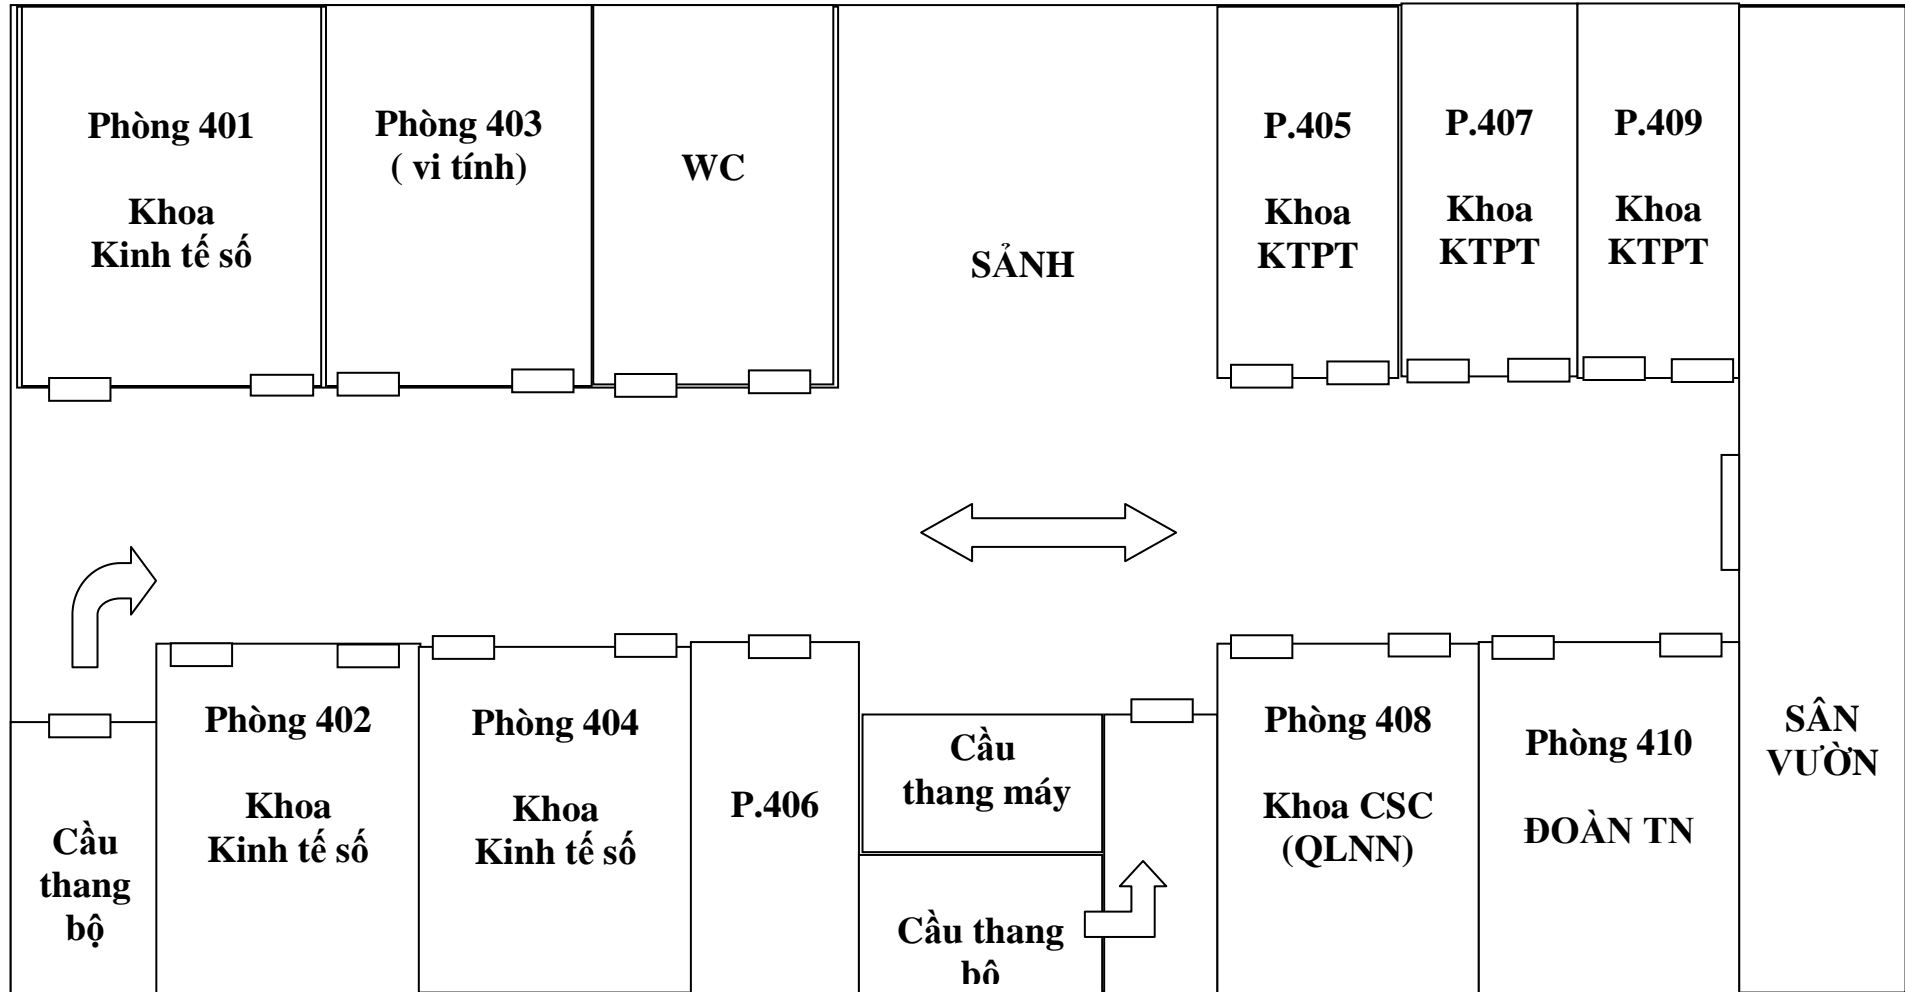 Phòng 401
Khoa
Kinh tế số
Phòng 403
( vi tính)
WC
SẢNH
P.405
Khoa
KTPT
P.407
Khoa
KTPT
P.409
Khoa
KTPT
Cầu
thang
bộ
Phòng 402
Khoa
Kinh tế số
Phòng 404
Khoa
Kinh tế số
P.406
Cầu
thang máy
Cầu thang
bộ
Phòng 408
Khoa CSC
(QLNN)
Phòng 410
ĐOÀN TN
SÂN
VƯỜN